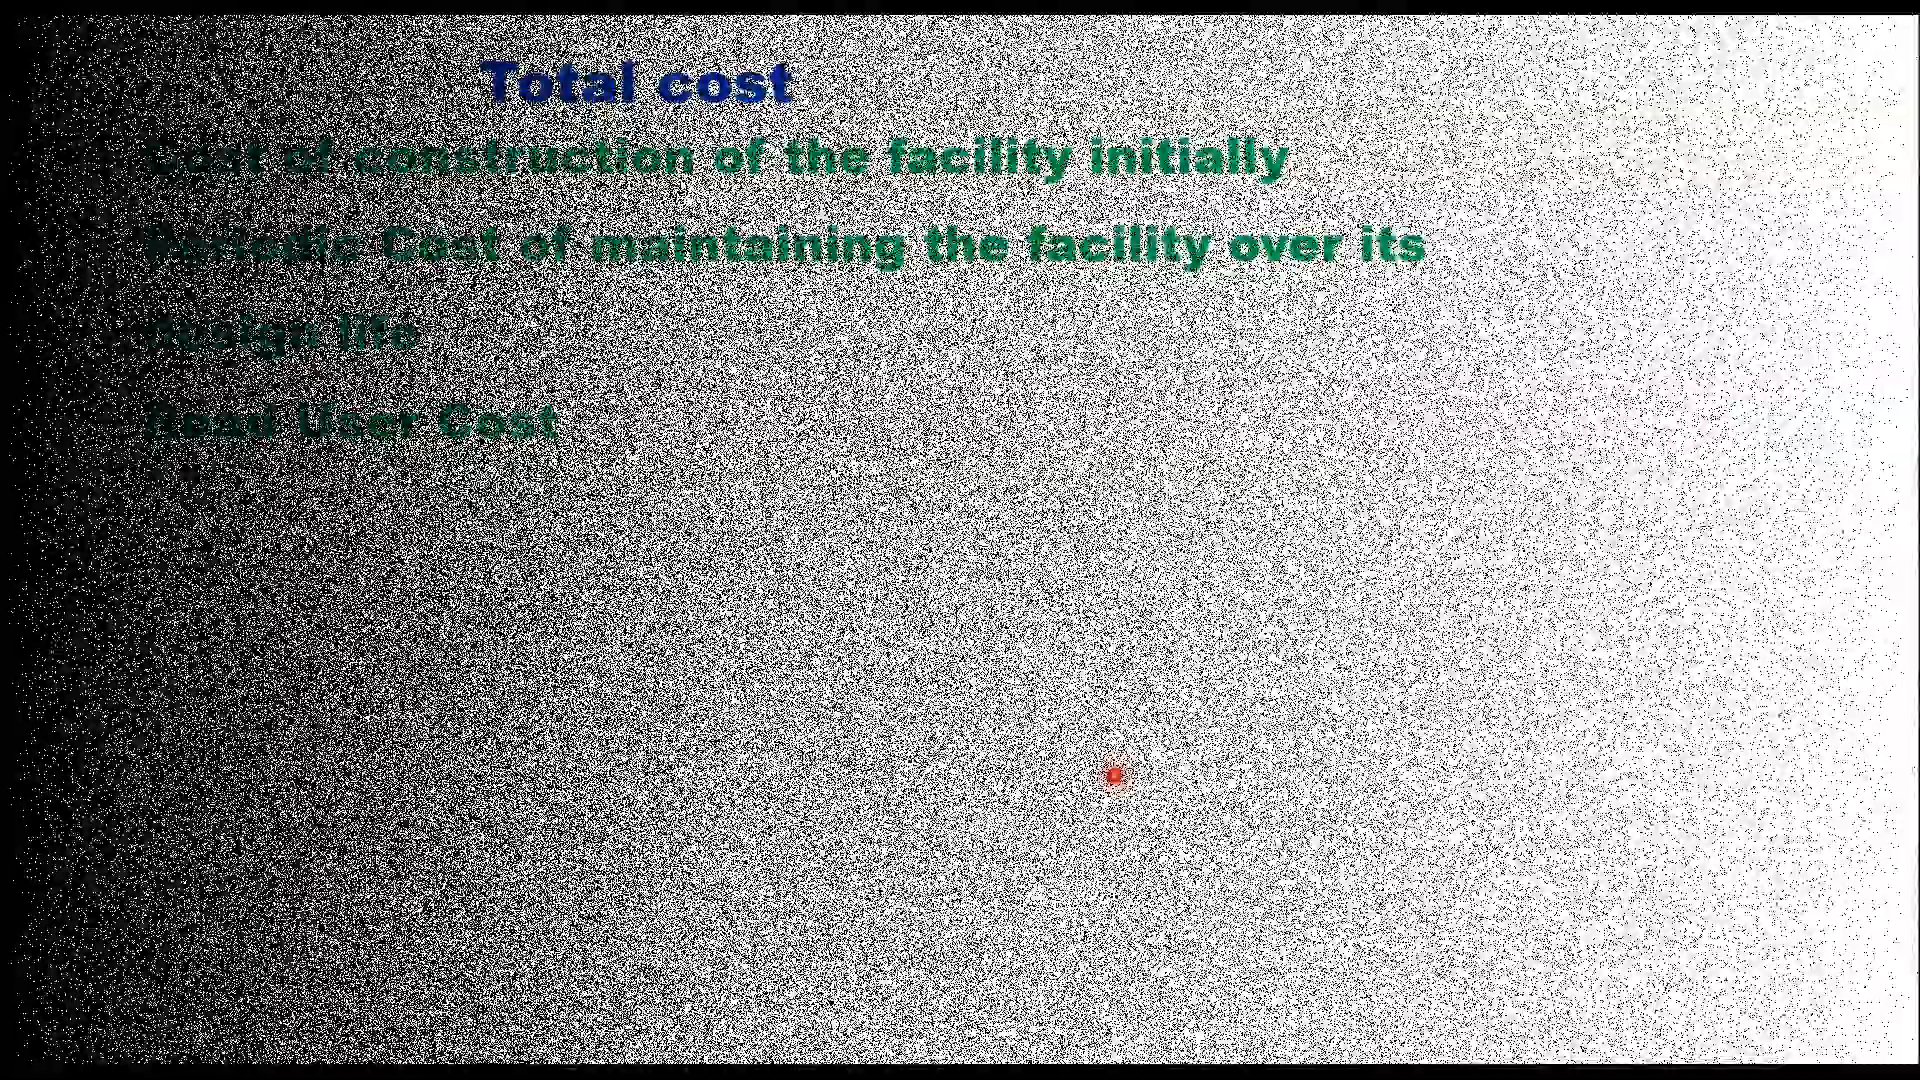 Total cost
Cost of construction of the facility initially
Periodic Cost of maintaining the facility over its
design life
Road User Cost